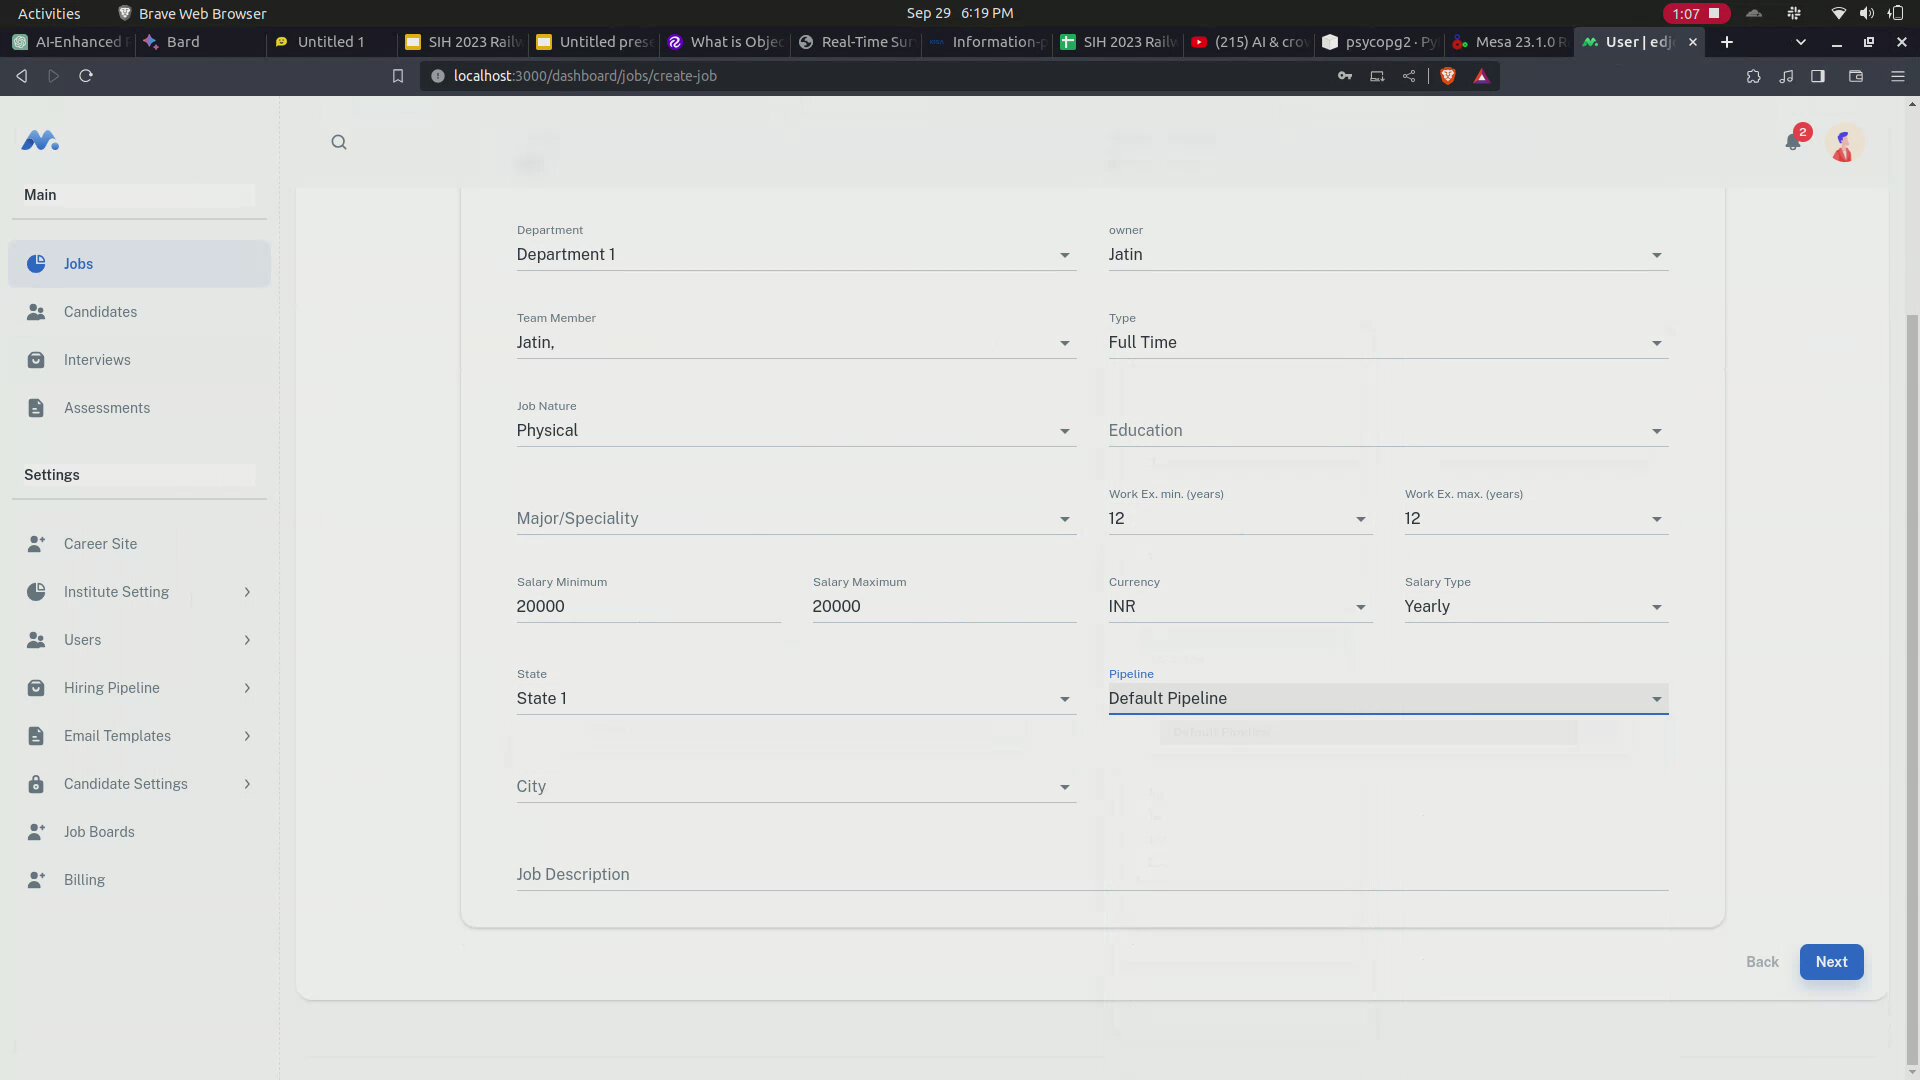 Activities Brave Web Browser Sep 29 6:19 PM 1:07
AI-Enhanced Bard Untitled 1 SIH 2023 Railw Untitled prese What is Objec Real-Time Sur Information-p SIH 2023 Railw (215) AI & crow psycopg2 · Py Mesa 23.1.0 R User | edj
localhost:3000/dashboard/jobs/create-job
2
Main
Jobs
Candidates
Interviews
Assessments
Settings
Career Site
Institute Setting
Users
Hiring Pipeline
Email Templates
Candidate Settings
Job Boards
Billing
Department owner
Department 1 Jatin
Team Member Type
Jatin, Full Time
Job Nature
Physical Education
Work Ex. min. (years) Work Ex. max. (years)
Major/Speciality 12 12
Salary Minimum Salary Maximum Currency Salary Type
20000 20000 INR Yearly
State Pipeline
State 1 Default Pipeline
Default Pipeline
City
Job Description
Back Next